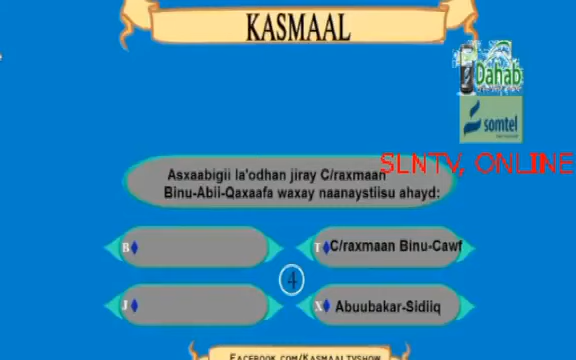 KASMAAL
Dahab
somtel
SLNTV, ONLINE
Asxaabigii la'odhan jiray C/raxmaan
Binu-Abii-Qaxaafa waxay naanaystiisu ahayd:
B
T C/raxmaan Binu-Cawf
4
J
X Abuubakar-Sidiiq
FACEBOOK.COM/KASMAALTVSHOW